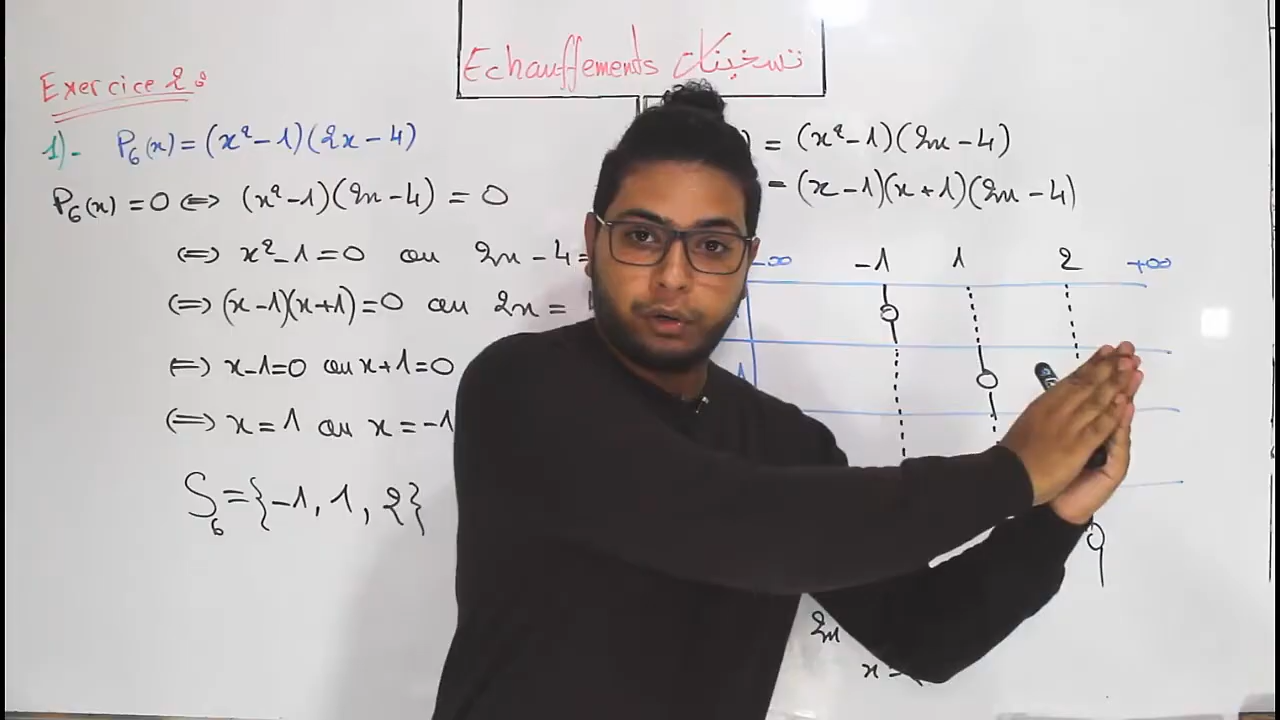 Echauffements تسخينات
Exercice 2:
1)- P₆(x) = (x²-1)(2x-4)
P₆(x) = 0 ⇔ (x²-1)(2x-4) = 0
⇔ x²-1=0 ou 2x-4=
⇔ (x-1)(x+1)=0 ou 2x =
⇔ x-1=0 ou x+1=0
⇔ x=1 ou x=-1
S₆={-1, 1, 2}
) = (x²-1)(2x-4)
= (x-1)(x+1)(2x-4)
-∞ -1 1 2 +∞
2x
x =